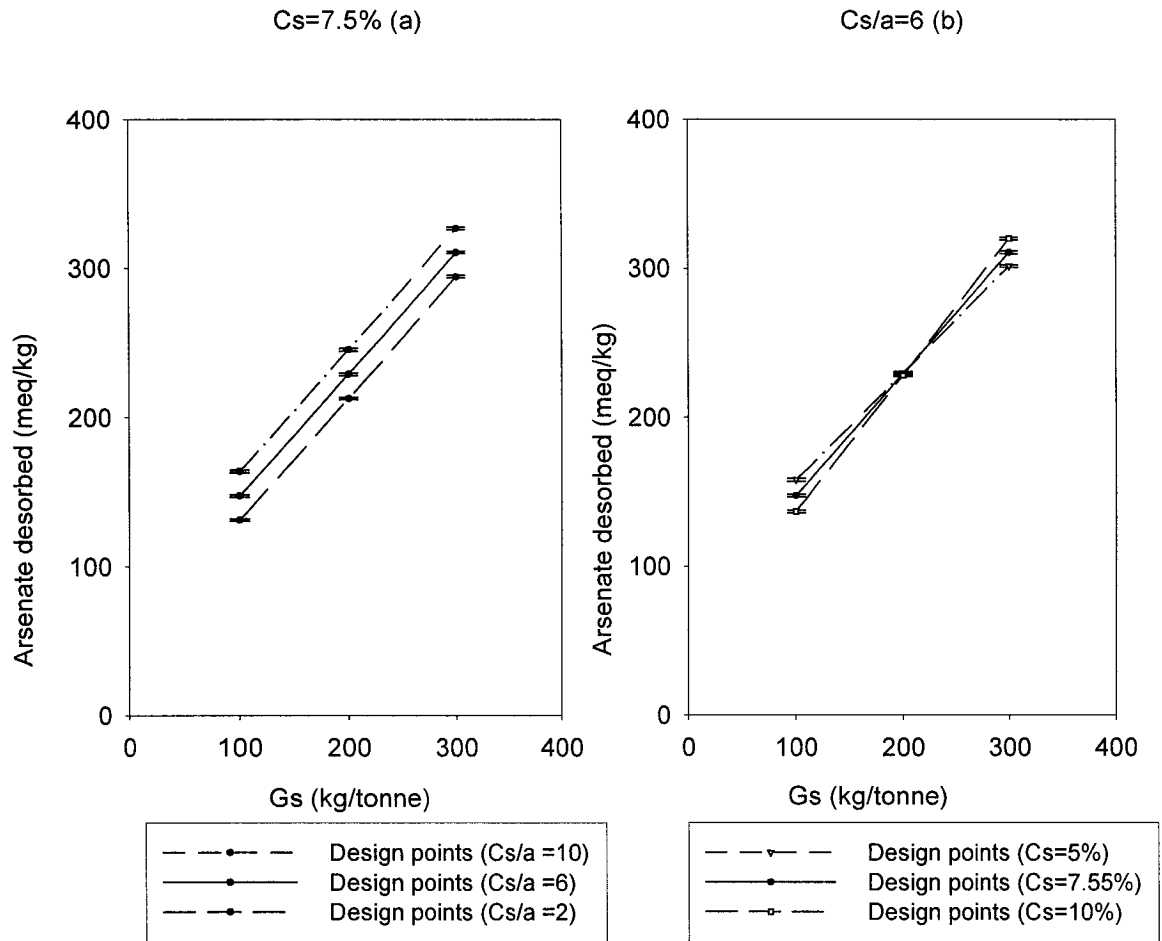 Cs=7.5% (a)
Arsenate desorbed (meq/kg)
400
300
200
100
0
0 100 200 300 400
Gs (kg/tonne)
Design points (Cs/a =10)
Design points (Cs/a =6)
Design points (Cs/a =2)
Cs/a=6 (b)
Arsenate desorbed (meq/kg)
400
300
200
100
0
0 100 200 300 400
Gs (kg/tonne)
Design points (Cs=5%)
Design points (Cs=7.55%)
Design points (Cs=10%)